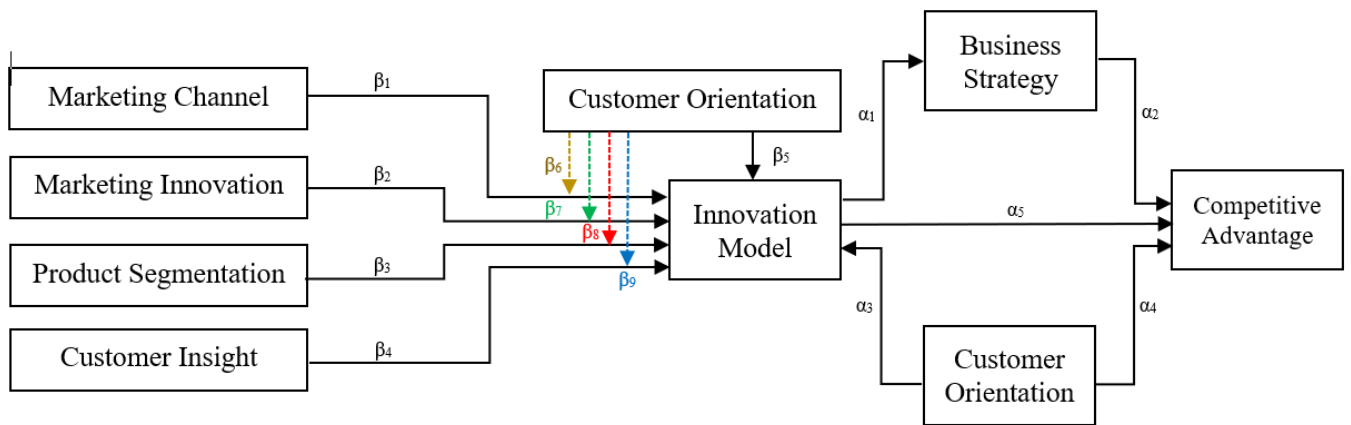 Marketing Channel
Marketing Innovation
Product Segmentation
Customer Insight
β1
β2
β3
β4
Customer Orientation
β6
β7
β8
β9
β5
Innovation
Model
α1
Business
Strategy
α2
α5
Competitive
Advantage
α3
Customer
Orientation
α4